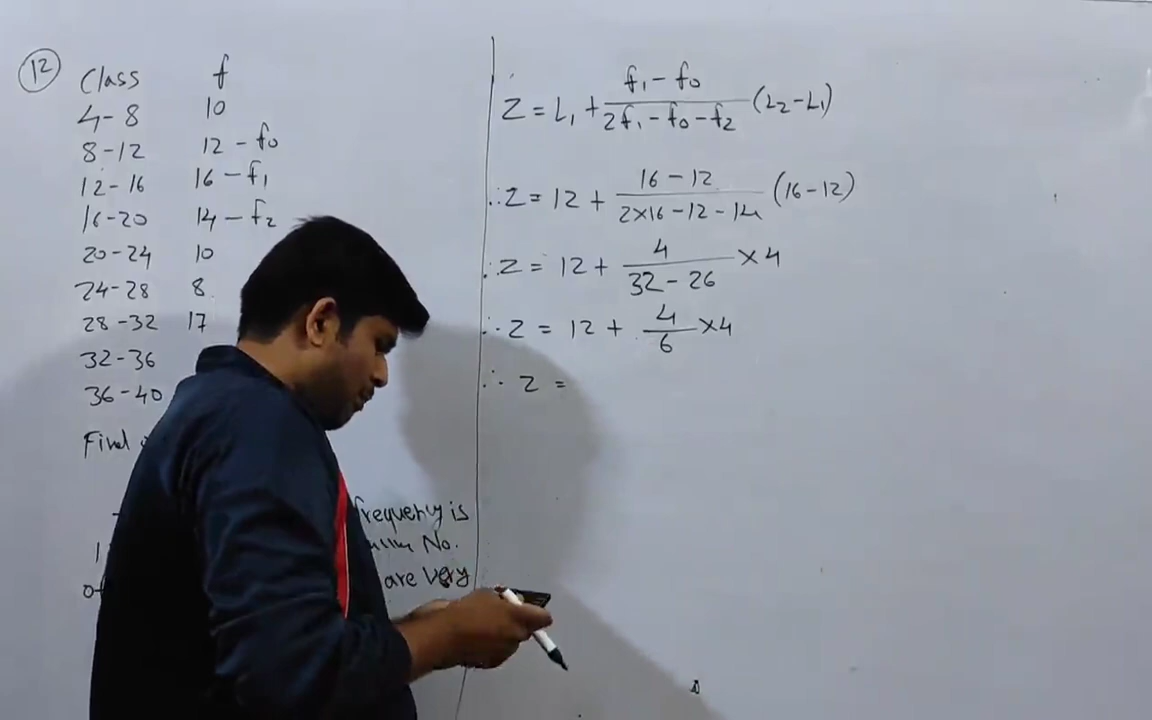 12
Class f
4-8 10
8-12 12 - f0
12-16 16 - f1
16-20 14 - f2
20-24 10
24-28 8
28-32 17
32-36
36-40
Find
frequency is
No.
are very
Z = L1 + (f1 - f0)/(2f1 - f0 - f2) (L2 - L1)
∴ Z = 12 + (16 - 12)/(2×16 - 12 - 14) (16 - 12)
∴ Z = 12 + 4/(32 - 26) × 4
∴ Z = 12 + 4/6 × 4
∴ Z =